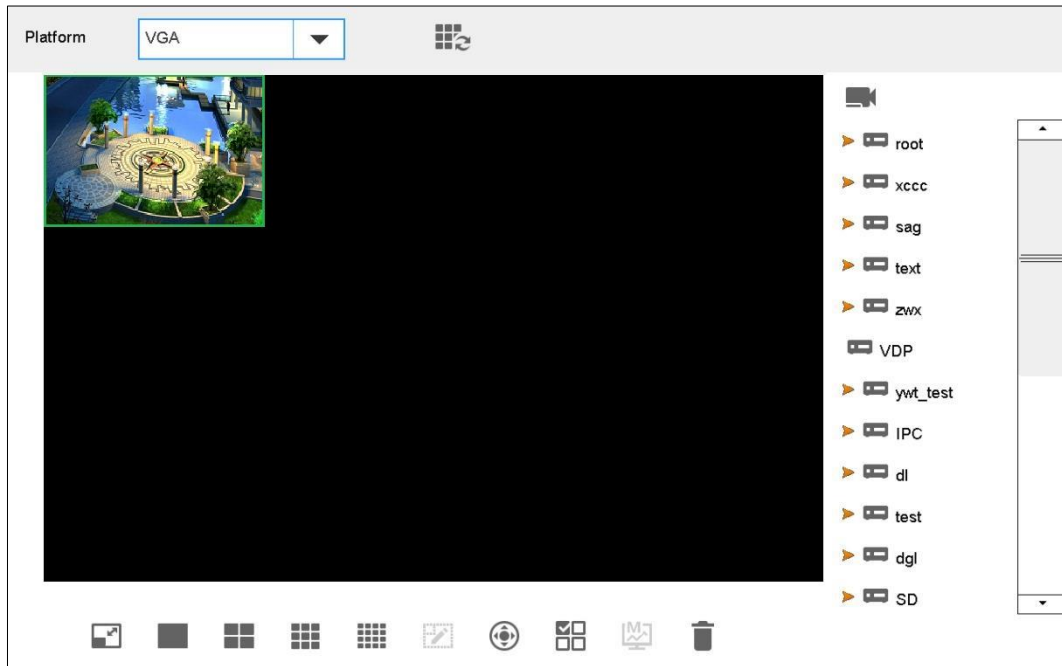 Platform
VGA
root
xccc
sag
text
zwx
VDP
ywt_test
IPC
dl
test
dgl
SD
M